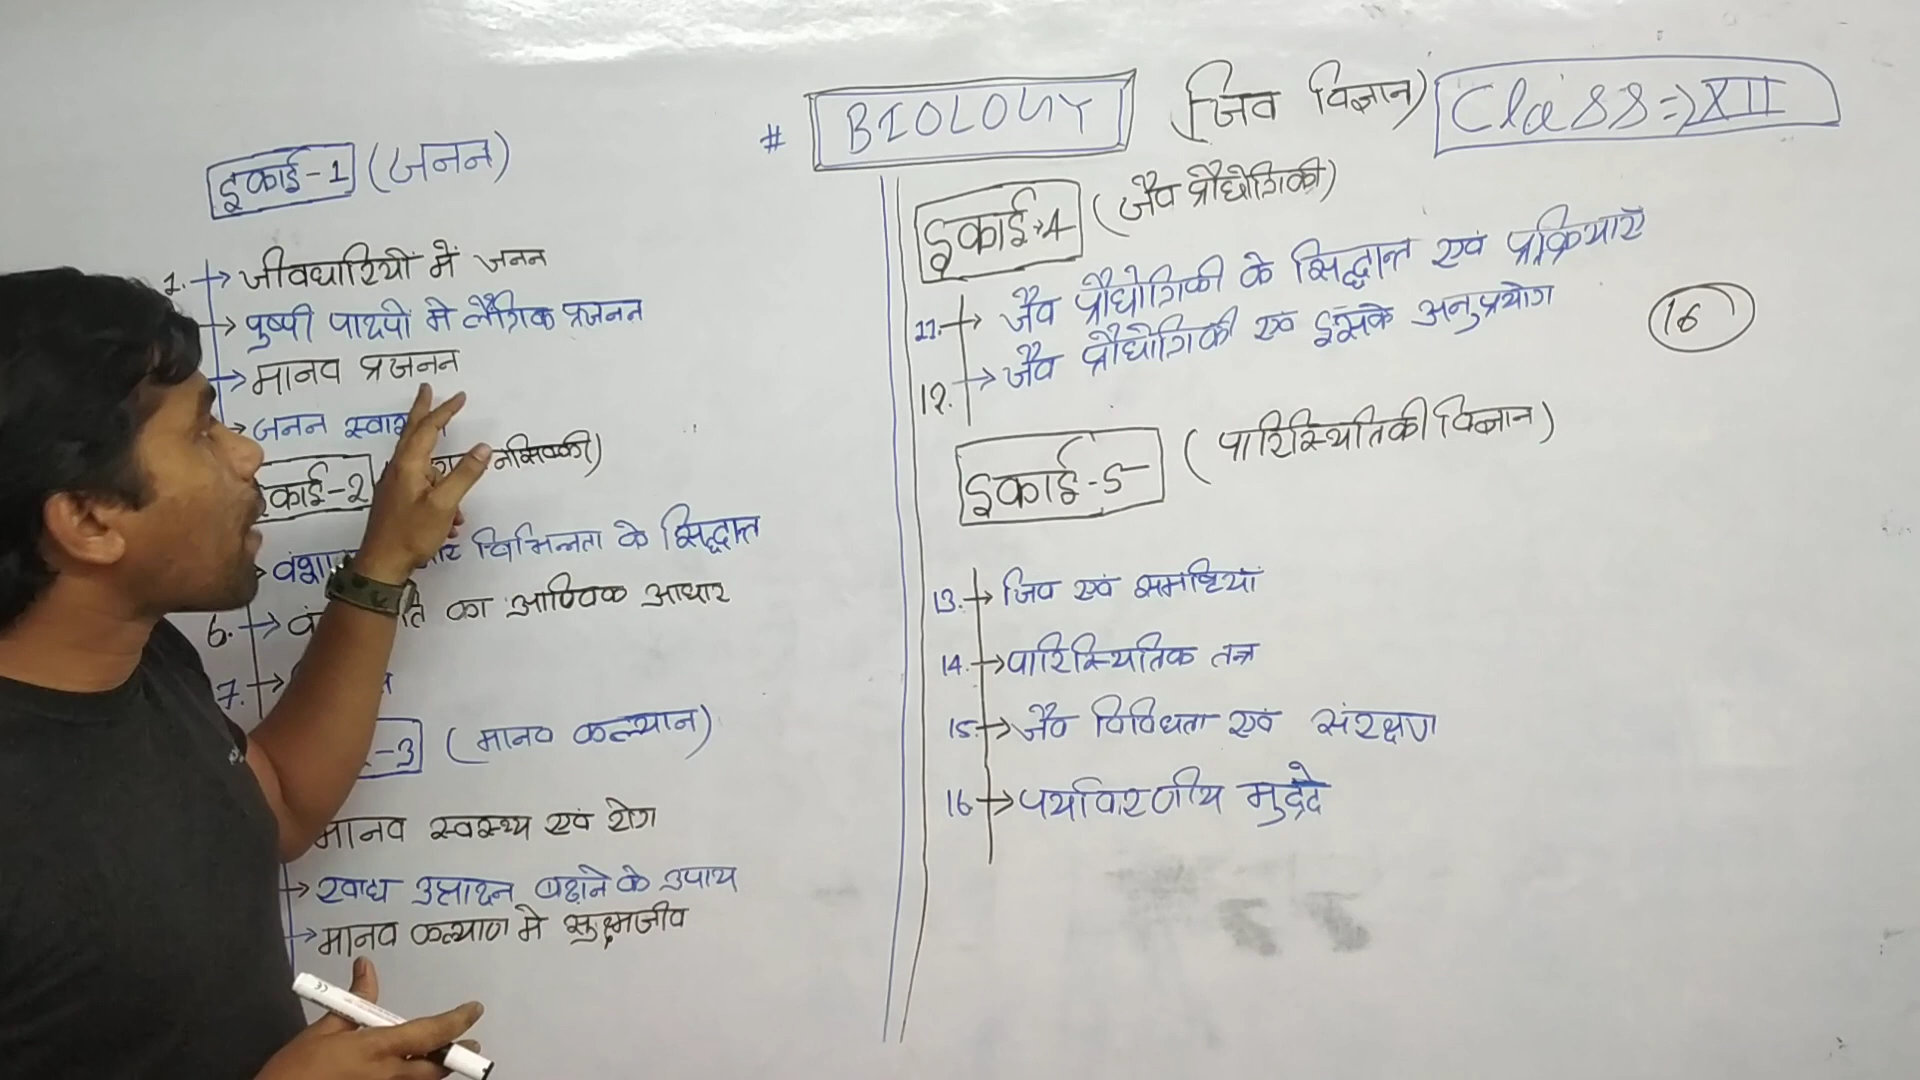 # BIOLOGY (जिव विज्ञान) Class=>XII
इकाई-1 (जनन)
1. → जीवधारियों में जनन
→ पुष्पी पादपो मे लैंगिक प्रजनन
→ मानव प्रजनन
→ जनन
काई-2
विभिन्नता के सिद्धान्त
6. → का आण्विक आधार
7. →
-3 (मानव कल्यान)
मानव स्वस्थ्य एवं रोग
→ खाद्य उत्पादन बढ़ाने के उपाय
→ मानव कल्याण मे सुक्ष्मजीव
इकाई-4 (जैव प्रौधोगिकी)
11. → जैव प्रौधोगिकी के सिद्धान्त एवं प्रक्रियाएँ
12. → जैव प्रौधोगिकी एवं इसके अनुप्रयोग
16
इकाई-5 (पारिस्थितिकी विज्ञान)
13. → जिव एवं समष्टियां
14. → पारिस्थितिक तन्त्र
15. → जैव विविधता एवं संरक्षण
16 → पर्यावरणीय मुद्दे